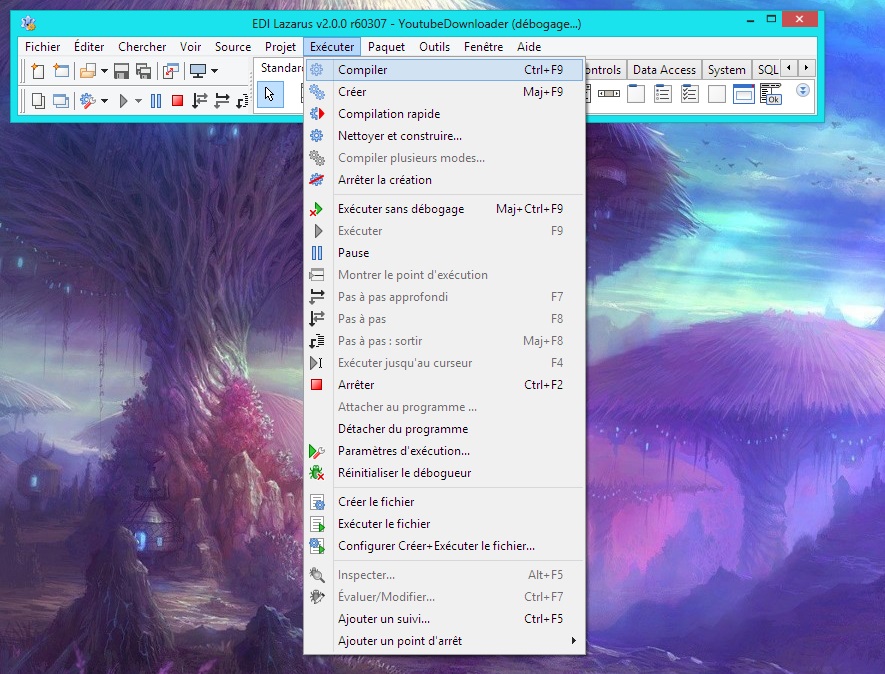 EDI Lazarus v2.0.0 r60307 - YoutubeDownloader (débogage...)
Fichier Éditer Chercher Voir Source Projet Exécuter Paquet Outils Fenêtre Aide
Data Access System SQL
Compiler Ctrl+F9
Créer Maj+F9
Compilation rapide
Nettoyer et construire...
Compiler plusieurs modes...
Arrêter la création
Exécuter sans débogage Maj+Ctrl+F9
Exécuter F9
Pause
Montrer le point d'exécution
Pas à pas approfondi F7
Pas à pas F8
Pas à pas : sortir Maj+F8
Exécuter jusqu'au curseur F4
Arrêter Ctrl+F2
Attacher au programme ...
Détacher du programme
Paramètres d'exécution...
Réinitialiser le débogueur
Créer le fichier
Exécuter le fichier
Configurer Créer+Exécuter le fichier...
Inspecter... Alt+F5
Évaluer/Modifier... Ctrl+F7
Ajouter un suivi... Ctrl+F5
Ajouter un point d'arrêt
Ok